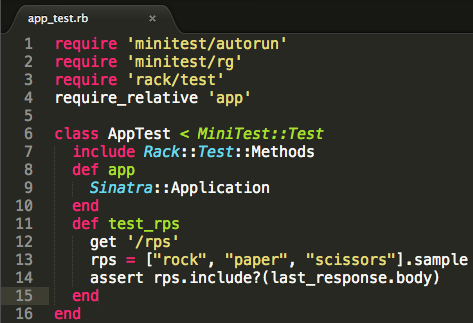 app_test.rb ×
1 require 'minitest/autorun'
2 require 'minitest/rg'
3 require 'rack/test'
4 require_relative 'app'
5
6 class AppTest < MiniTest::Test
7   include Rack::Test::Methods
8   def app
9     Sinatra::Application
10   end
11   def test_rps
12     get '/rps'
13     rps = ["rock", "paper", "scissors"].sample
14     assert rps.include?(last_response.body)
15   end
16 end